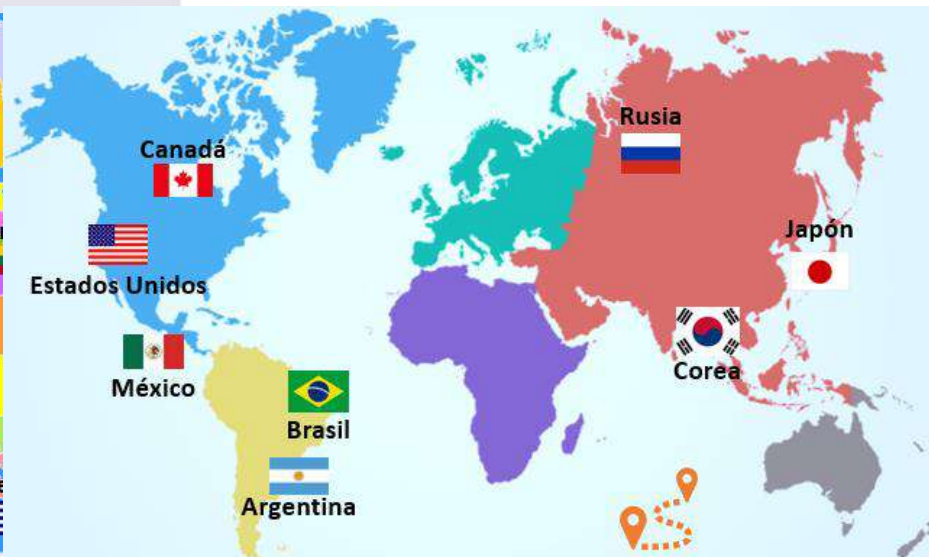 Rusia
Canadá
Japón
Estados Unidos
Corea
México
Brasil
Argentina